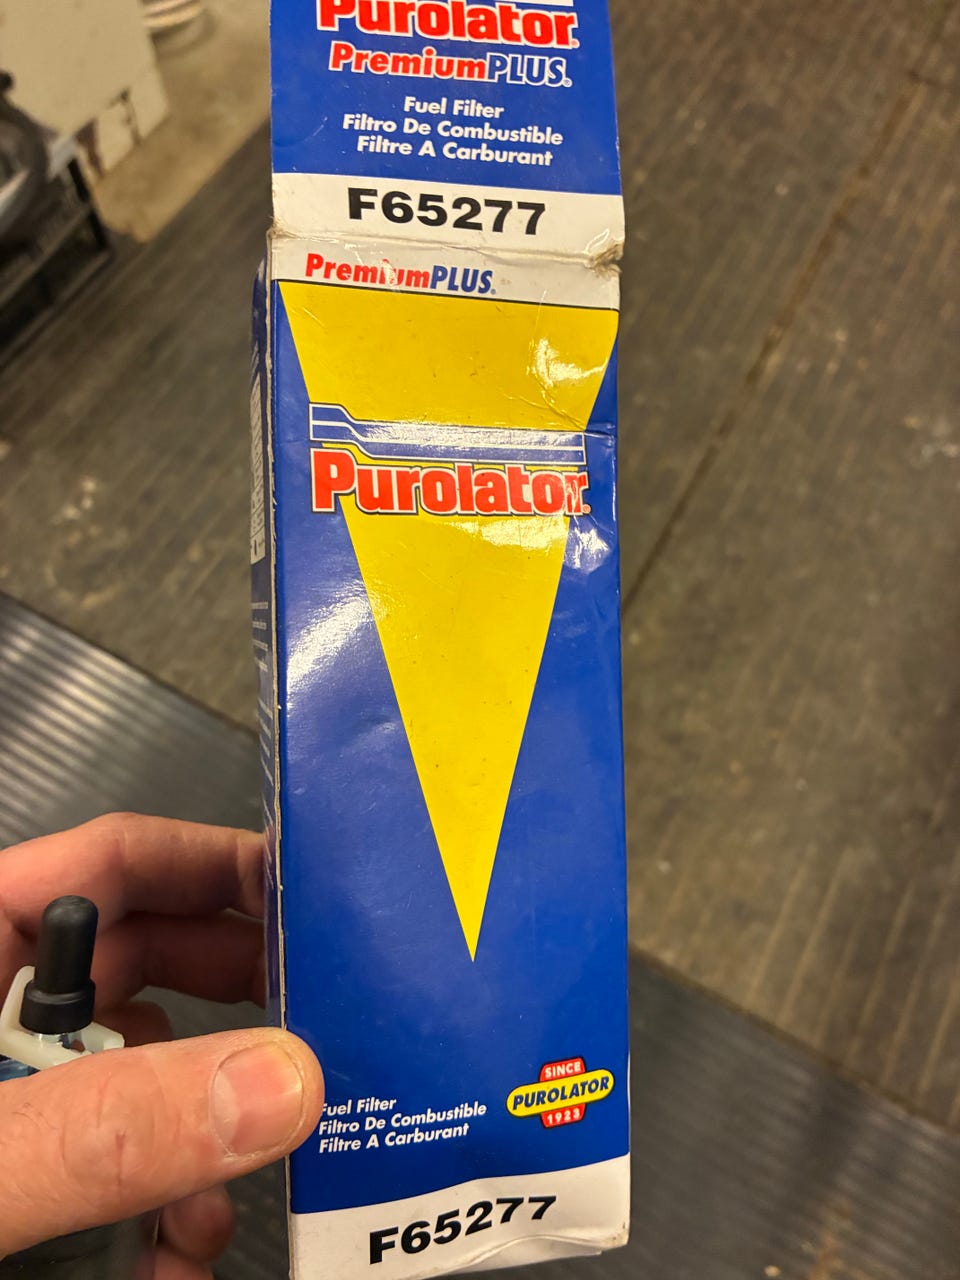 Purolator®
PremiumPLUS®
Fuel Filter
Filtro De Combustible
Filtre A Carburant
F65277
PremiumPLUS®
Purolator®
SINCE
PUROLATOR
1923
Fuel Filter
Filtro De Combustible
Filtre A Carburant
F65277